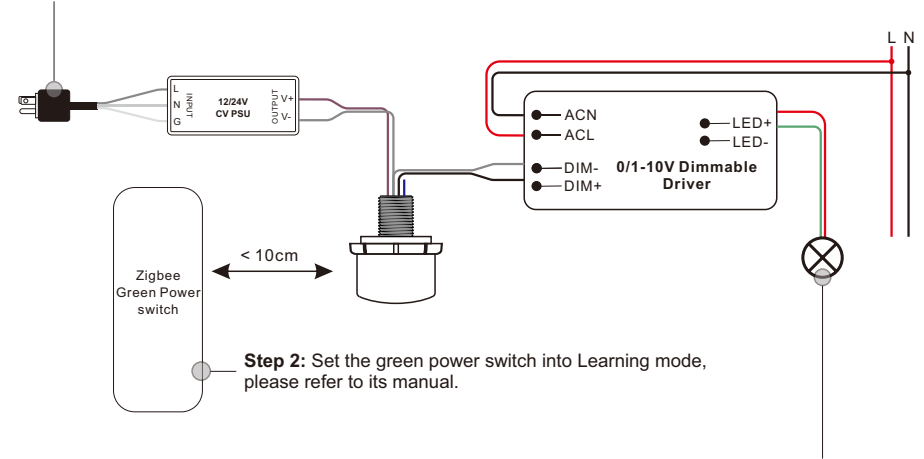 L N
L
N
G
INPUT
12/24V
CV PSU
OUTPUT
V+
V-
ACN
ACL
DIM-
DIM+
0/1-10V Dimmable
Driver
LED+
LED-
< 10cm
Zigbee
Green Power
switch
Step 2: Set the green power switch into Learning mode,
please refer to its manual.